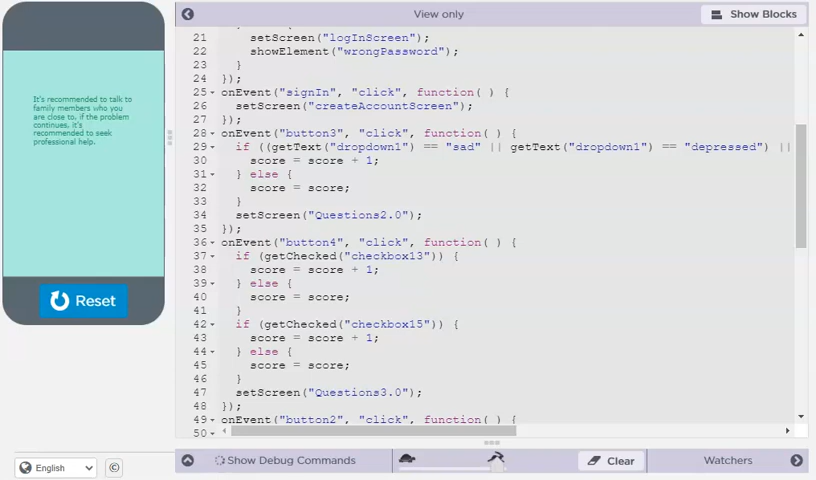 View only
Show Blocks
21 setScreen("logInScreen");
22 showElement("wrongPassword");
23 }
24 });
25 onEvent("signIn", "click", function( ) {
26 setScreen("createAccountScreen");
27 });
28 onEvent("button3", "click", function( ) {
29 if ((getText("dropdown1") == "sad" || getText("dropdown1") == "depressed") ||
30 score = score + 1;
31 } else {
32 score = score;
33 }
34 setScreen("Questions2.0");
35 });
36 onEvent("button4", "click", function( ) {
37 if (getChecked("checkbox13")) {
38 score = score + 1;
39 } else {
40 score = score;
41 }
42 if (getChecked("checkbox15")) {
43 score = score + 1;
44 } else {
45 score = score;
46 }
47 setScreen("Questions3.0");
48 });
49 onEvent("button2", "click", function( ) {
50
It's recommended to talk to
family members who you
are close to, if the problem
continues, it's
recommended to seek
professional help.
Reset
English
©
Show Debug Commands
Clear
Watchers